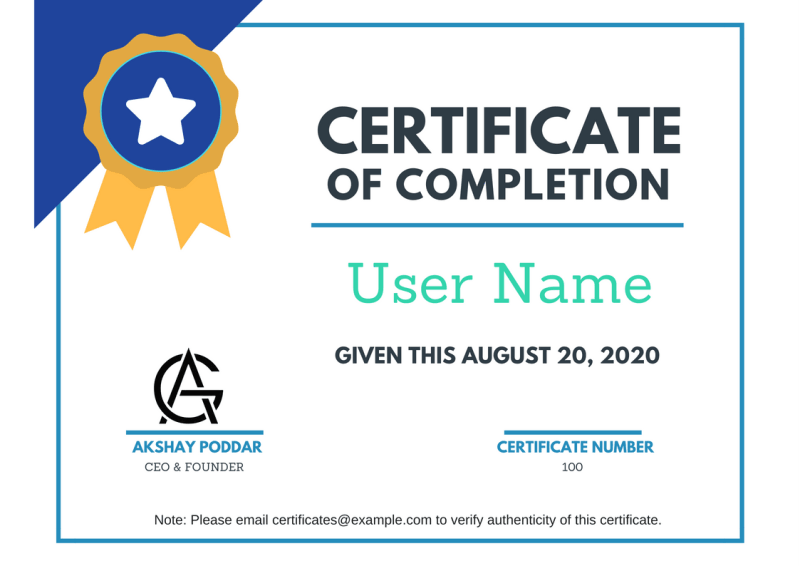 CERTIFICATE
OF COMPLETION
User Name
GIVEN THIS AUGUST 20, 2020
AG
AKSHAY PODDAR
CEO & FOUNDER
CERTIFICATE NUMBER
100
Note: Please email certificates@example.com to verify authenticity of this certificate.